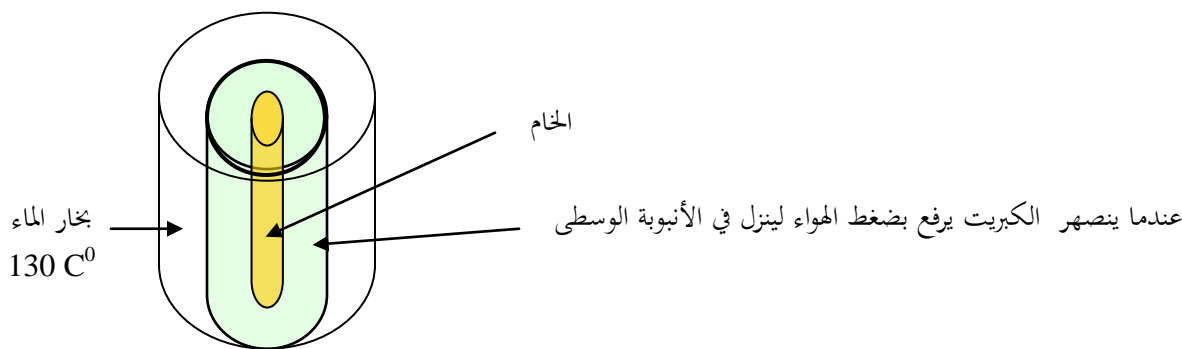 الخام
عندما ينصهر الكبريت يرفع بضغط الهواء لينزل في الأنبوبة الوسطى
بخار الماء
130 C⁰